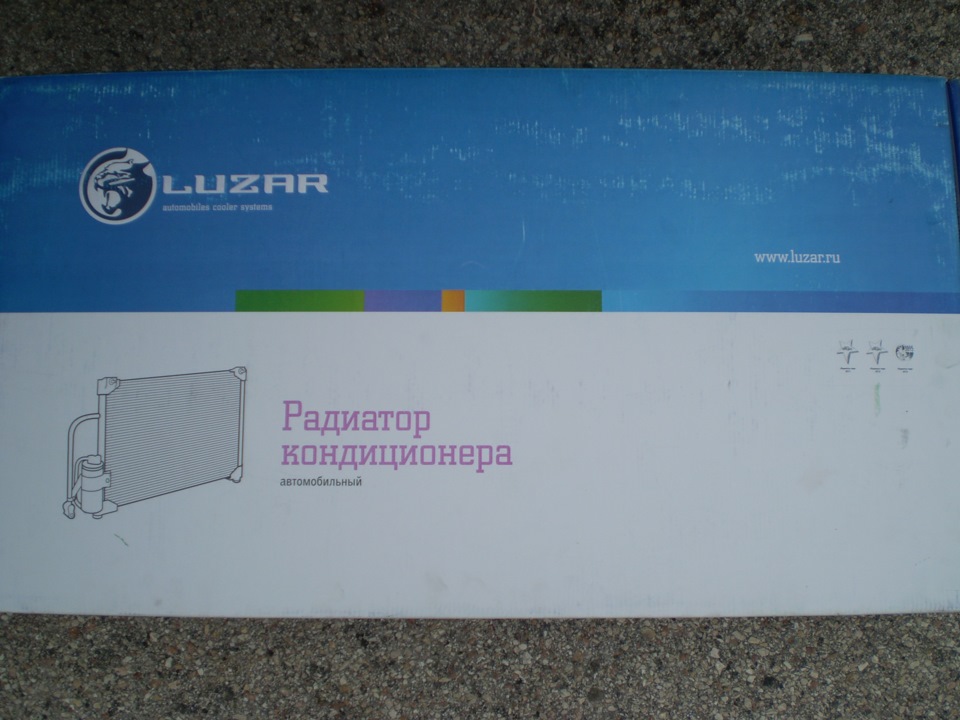 LUZAR
automobiles cooler systems
www.luzar.ru
Радиатор
кондиционера
автомобильный